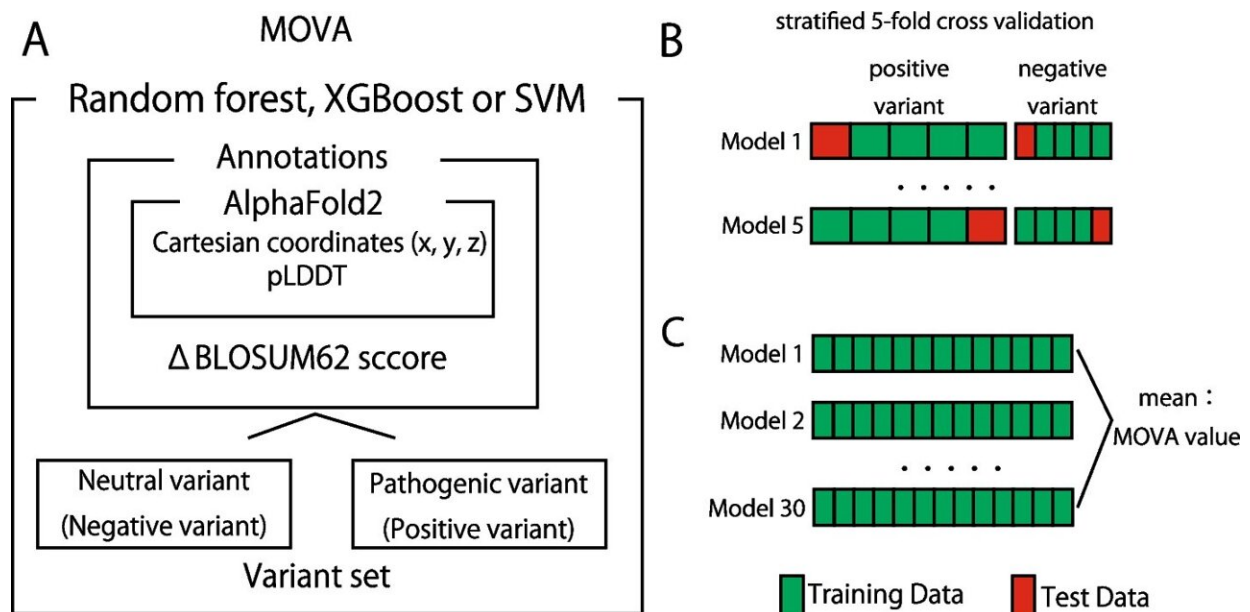 A
MOVA
Random forest, XGBoost or SVM
Annotations
AlphaFold2
Cartesian coordinates (x, y, z)
pLDDT
Δ BLOSUM62 sccore
Neutral variant
(Negative variant)
Pathogenic variant
(Positive variant)
Variant set
B
stratified 5-fold cross validation
positive
variant
negative
variant
Model 1
. . . . .
Model 5
C
Model 1
Model 2
. . . . .
Model 30
mean :
MOVA value
Training Data
Test Data